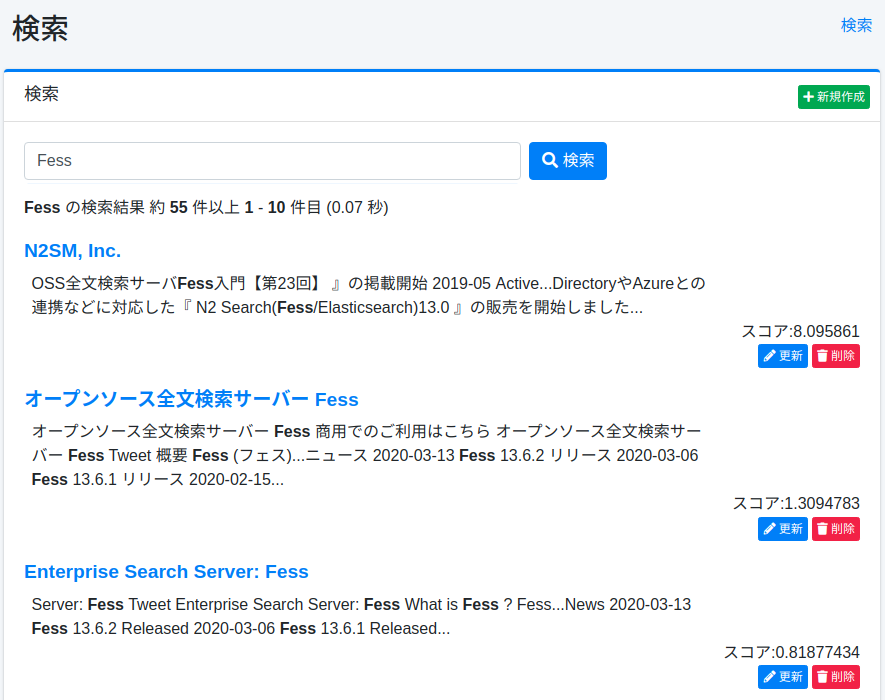 検索
検索
検索
新規作成
Fess
検索
Fess の検索結果 約 55 件以上 1 - 10 件目 (0.07 秒)
N2SM, Inc.
OSS全文検索サーバFess入門【第23回】 』の掲載開始 2019-05 Active...DirectoryやAzureとの
連携などに対応した『 N2 Search(Fess/Elasticsearch)13.0 』の販売を開始しました...
スコア:8.095861
更新 削除
オープンソース全文検索サーバー Fess
オープンソース全文検索サーバー Fess 商用でのご利用はこちら オープンソース全文検索サー
バー Fess Tweet 概要 Fess (フェス)...ニュース 2020-03-13 Fess 13.6.2 リリース 2020-03-06
Fess 13.6.1 リリース 2020-02-15...
スコア:1.3094783
更新 削除
Enterprise Search Server: Fess
Server: Fess Tweet Enterprise Search Server: Fess What is Fess ? Fess...News 2020-03-13
Fess 13.6.2 Released 2020-03-06 Fess 13.6.1 Released...
スコア:0.81877434
更新 削除